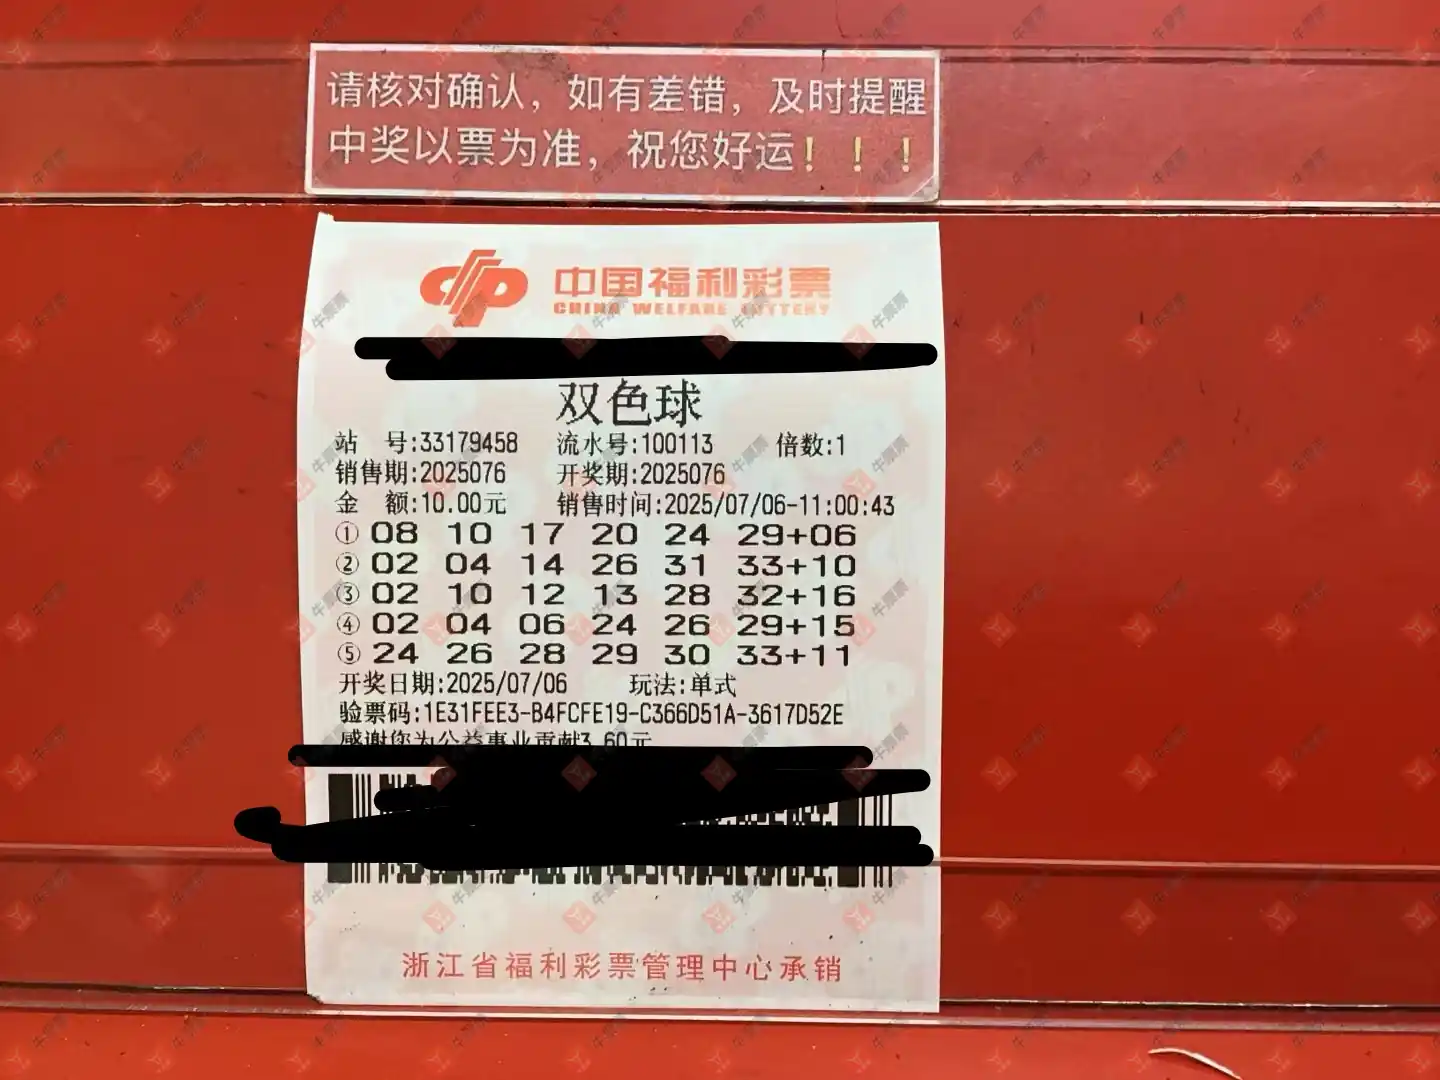 请核对确认，如有差错，及时提醒
中奖以票为准，祝您好运！！！
中国福利彩票
CHINA WELFARE LOTTERY
双色球
站 号:33179458 流水号:100113 倍数:1
销售期:2025076 开奖期:2025076
金 额:10.00元 销售时间:2025/07/06-11:00:43
① 08 10 17 20 24 29+06
② 02 04 14 26 31 33+10
③ 02 10 12 13 28 32+16
④ 02 04 06 24 26 29+15
⑤ 24 26 28 29 30 33+11
开奖日期:2025/07/06 玩法:单式
验票码:1E31FEE3-B4FCFE19-C366D51A-3617D52E
感谢您为公益事业贡献3.60元
浙江省福利彩票管理中心承销
牛票票